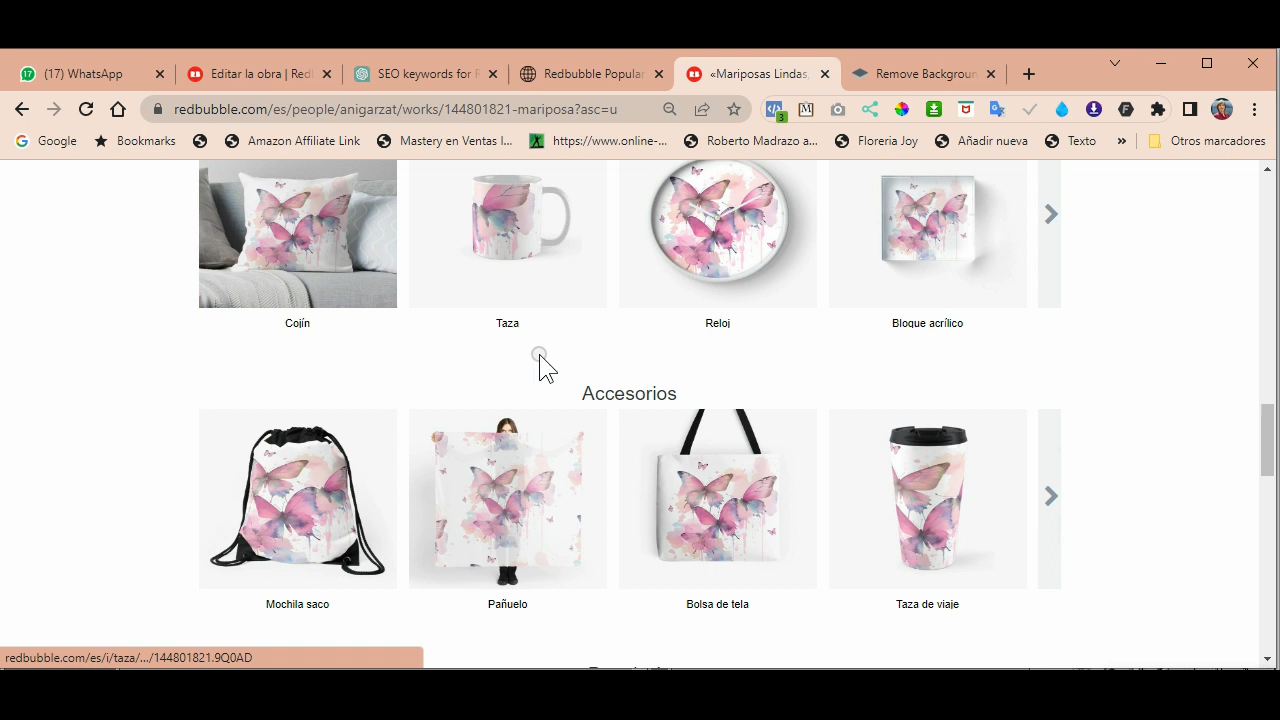 17 (17) WhatsApp
Editar la obra | Red
SEO keywords for
Redbubble Popular
«Mariposas Lindas,
Remove Backgroun
redbubble.com/es/people/anigarzat/works/144801821-mariposa?asc=u
3
Google
Bookmarks
Amazon Affiliate Link
Mastery en Ventas I...
https://www.online-...
Roberto Madrazo a...
Floreria Joy
Añadir nueva
Texto
»
Otros marcadores
Cojín
Taza
Reloj
Bloque acrílico
Accesorios
Mochila saco
Pañuelo
Bolsa de tela
Taza de viaje
redbubble.com/es/i/taza/.../144801821.9Q0AD